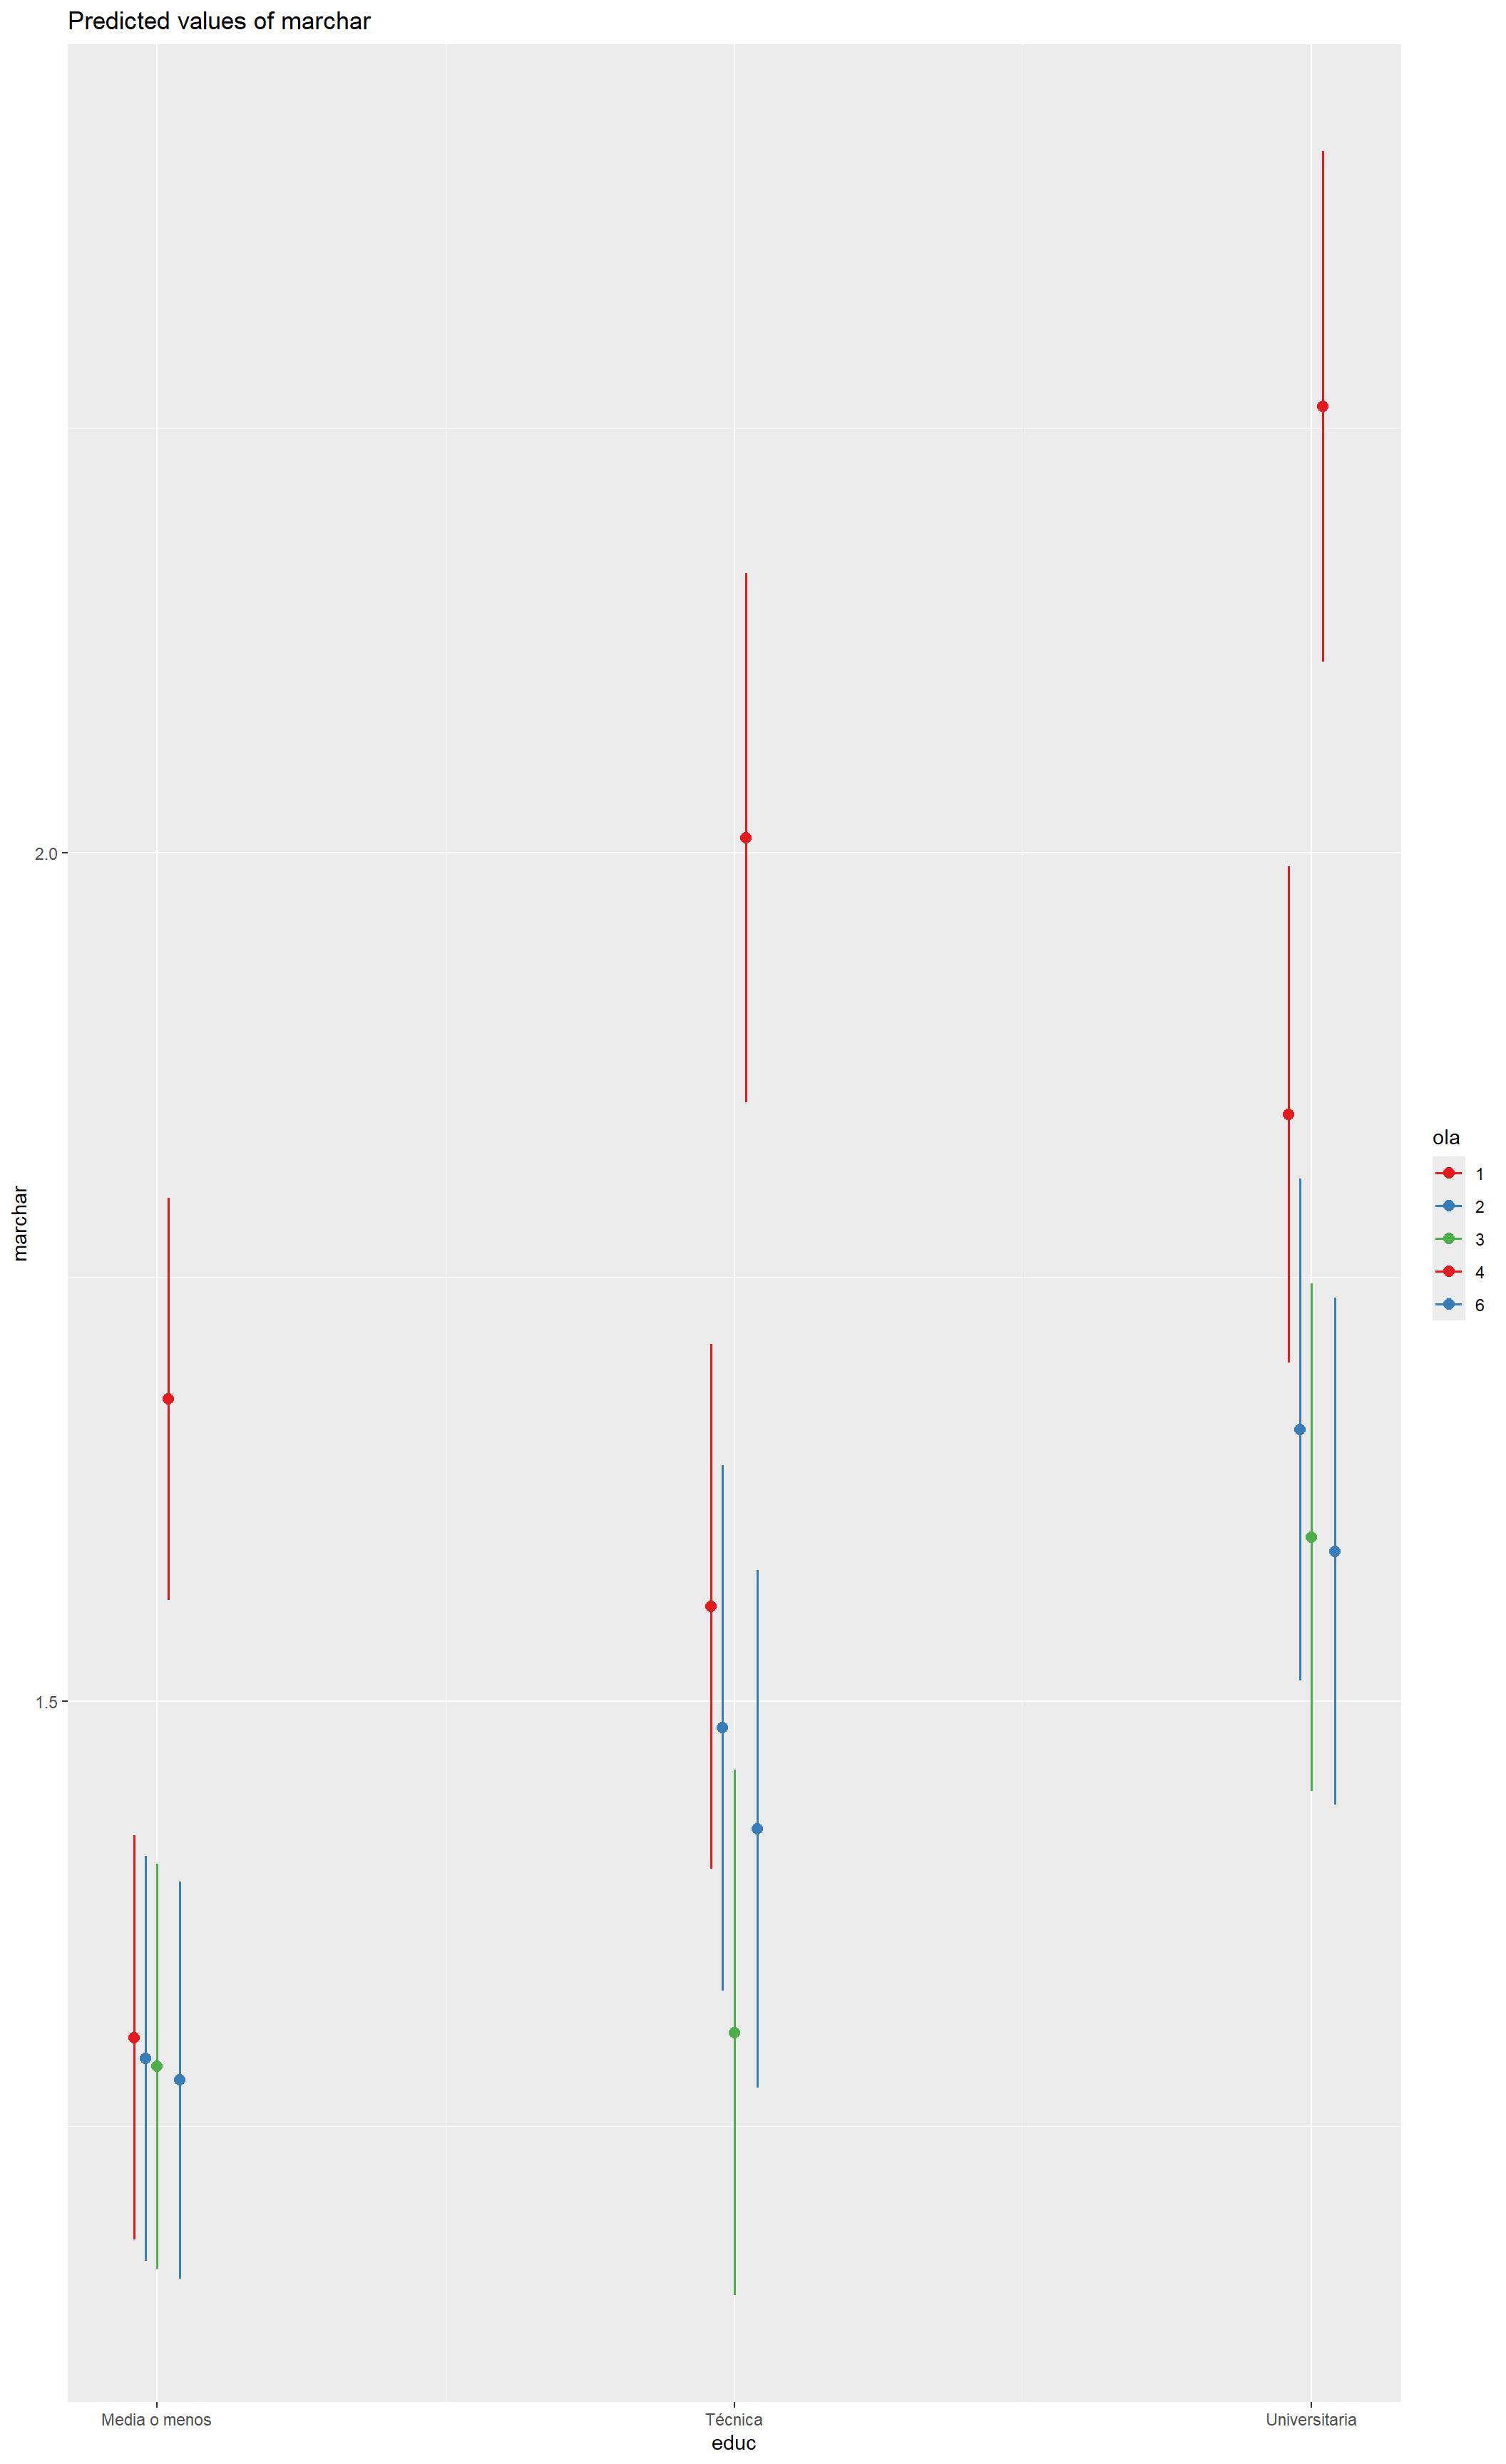 Predicted values of marchar
2.0
1.5
marchar
Media o menos
Técnica
Universitaria
educ
ola
1
2
3
4
6